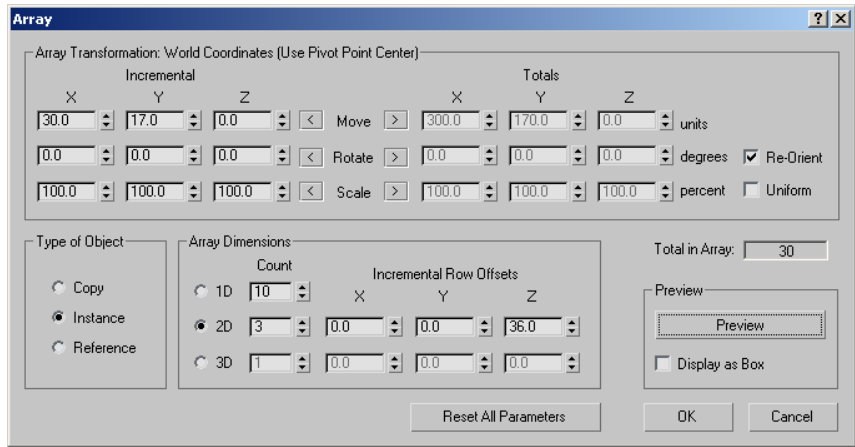 Array
Array Transformation: World Coordinates (Use Pivot Point Center)
Incremental Totals
X Y Z X Y Z
30.0 17.0 0.0 < Move > 300.0 170.0 0.0 units
0.0 0.0 0.0 < Rotate > 0.0 0.0 0.0 degrees Re-Orient
100.0 100.0 100.0 < Scale > 100.0 100.0 100.0 percent Uniform
Type of Object
Copy
Instance
Reference
Array Dimensions
Count
Incremental Row Offsets
1D 10 X Y Z
2D 3 0.0 0.0 36.0
3D 1 0.0 0.0 0.0
Total in Array: 30
Preview
Preview
Display as Box
Reset All Parameters OK Cancel